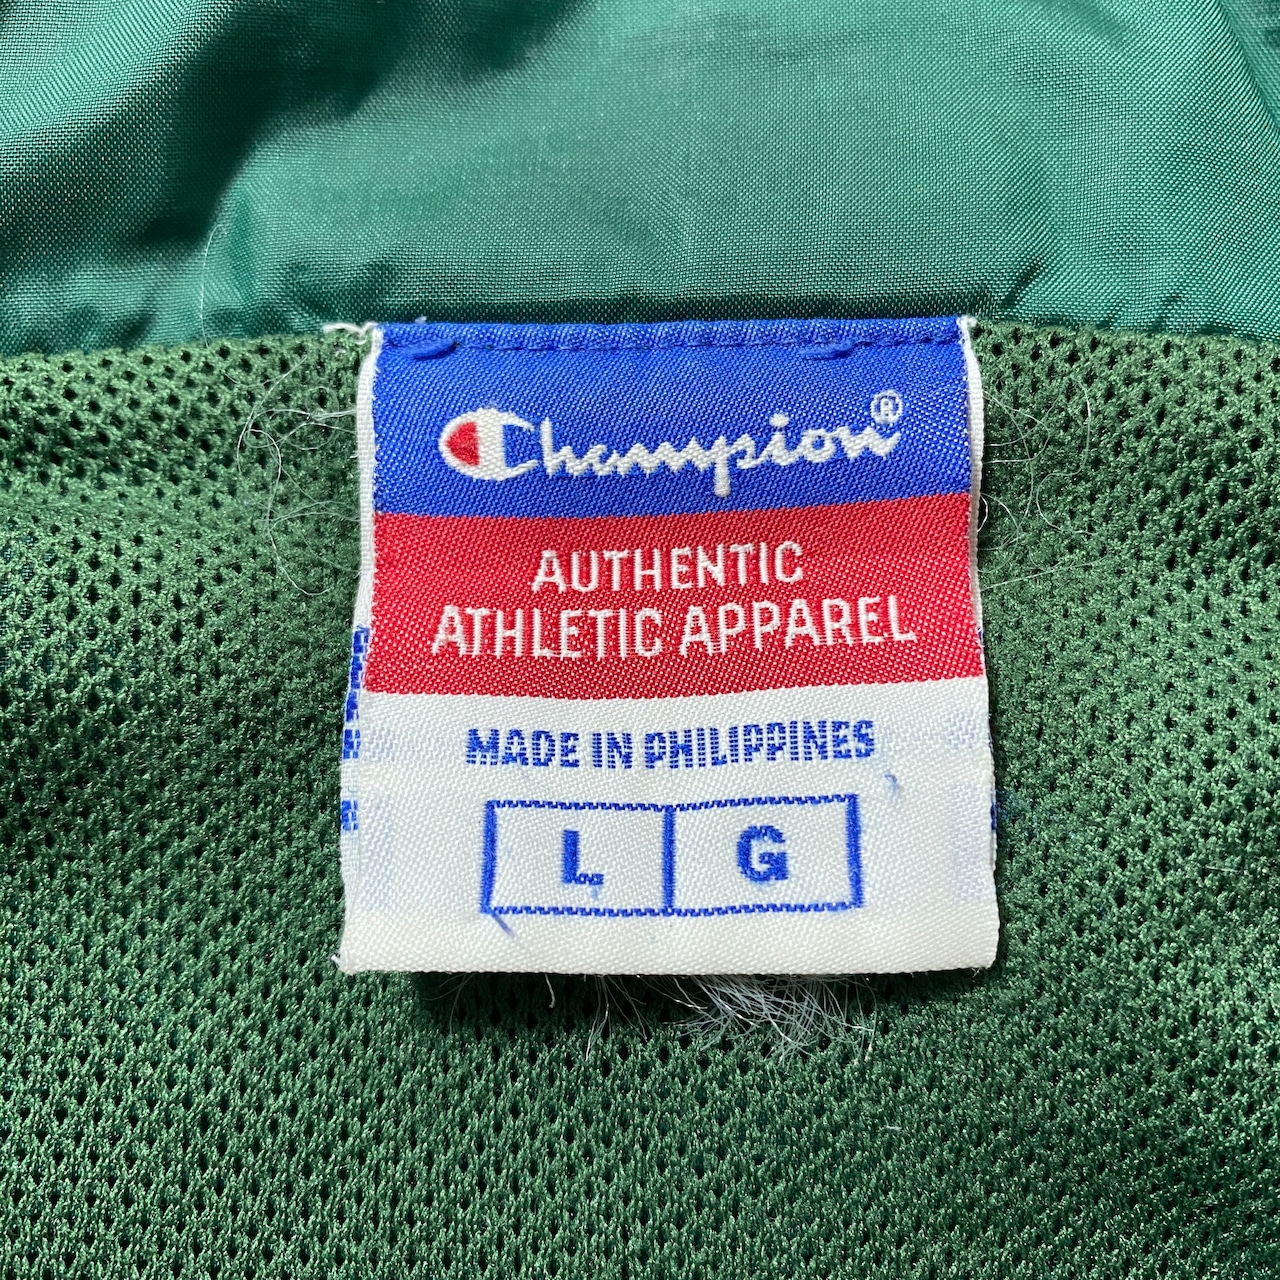 Champion®
AUTHENTIC
ATHLETIC APPAREL
MADE IN PHILIPPINES
L G